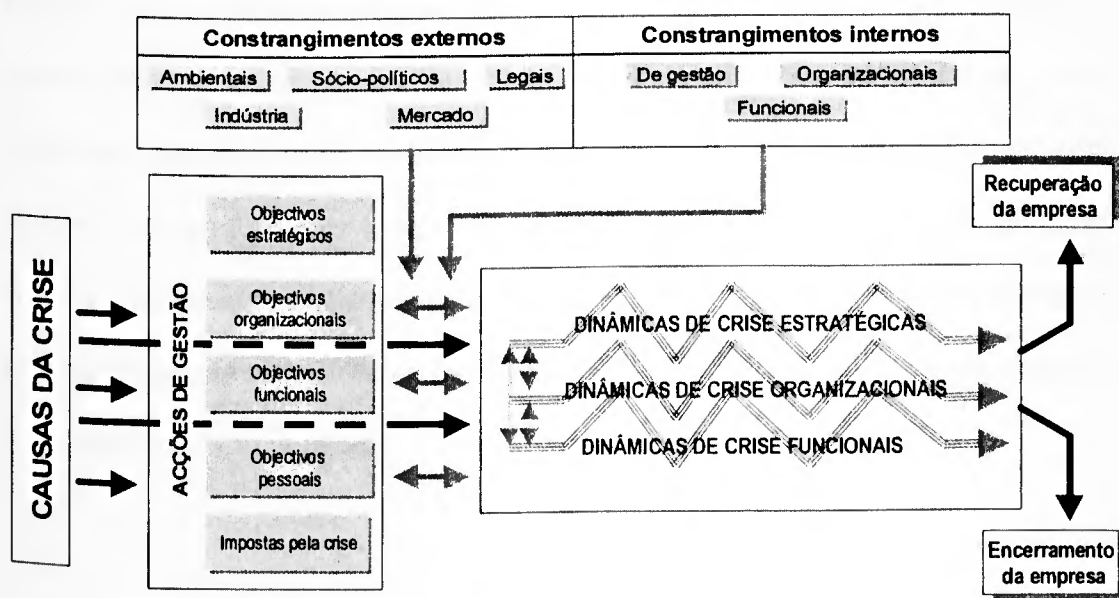 Constrangimentos externos
Constrangimentos internos
Ambientais
Sócio-políticos
Legais
De gestão
Organizacionais
Indústria
Mercado
Funcionais
CAUSAS DA CRISE
ACÇÕES DE GESTÃO
Objectivos
estratégicos
Objectivos
organizacionais
Objectivos
funcionais
Objectivos
pessoais
Impostas pela crise
DINÂMICAS DE CRISE ESTRATÉGICAS
DINÂMICAS DE CRISE ORGANIZACIONAIS
DINÂMICAS DE CRISE FUNCIONAIS
Recuperação
da empresa
Encerramento
da empresa